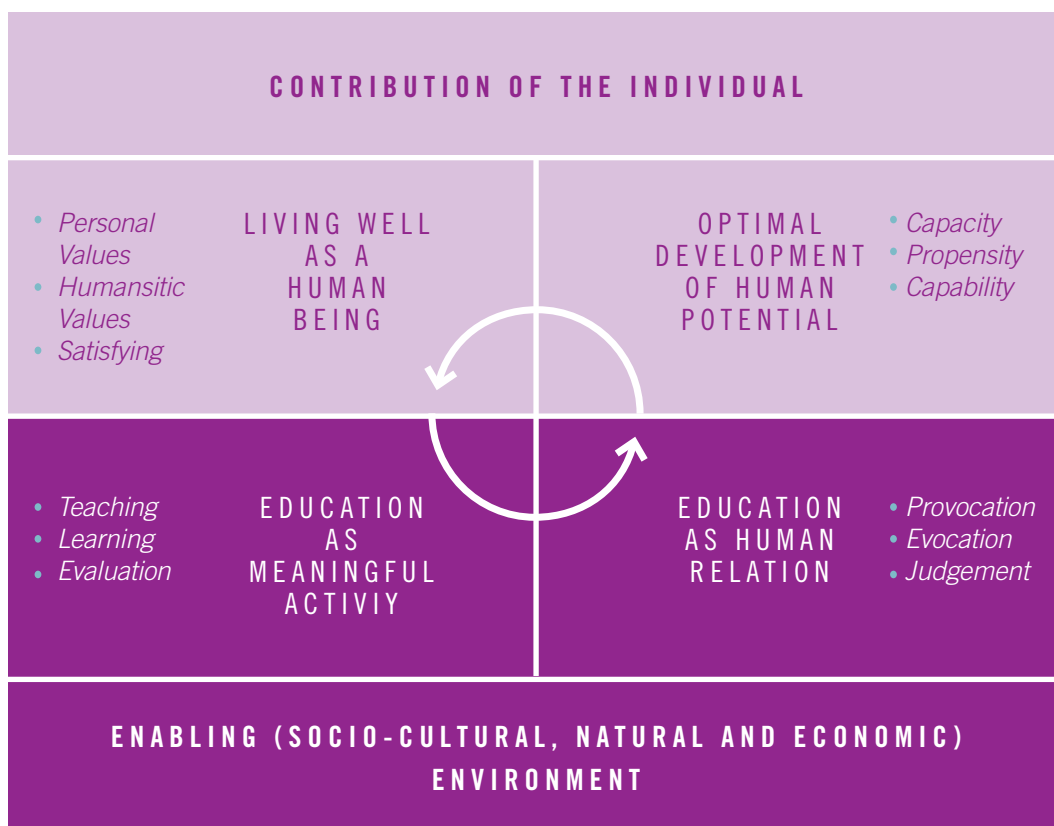 CONTRIBUTION OF THE INDIVIDUAL
• Personal
Values
• Humansitic
Values
• Satisfying
LIVING WELL
AS A
HUMAN
BEING
OPTIMAL
DEVELOPMENT
OF HUMAN
POTENTIAL
• Capacity
• Propensity
• Capability
• Teaching
• Learning
• Evaluation
EDUCATION
AS
MEANINGFUL
ACTIVIY
EDUCATION
AS HUMAN
RELATION
• Provocation
• Evocation
• Judgement
ENABLING (SOCIO-CULTURAL, NATURAL AND ECONOMIC)
ENVIRONMENT